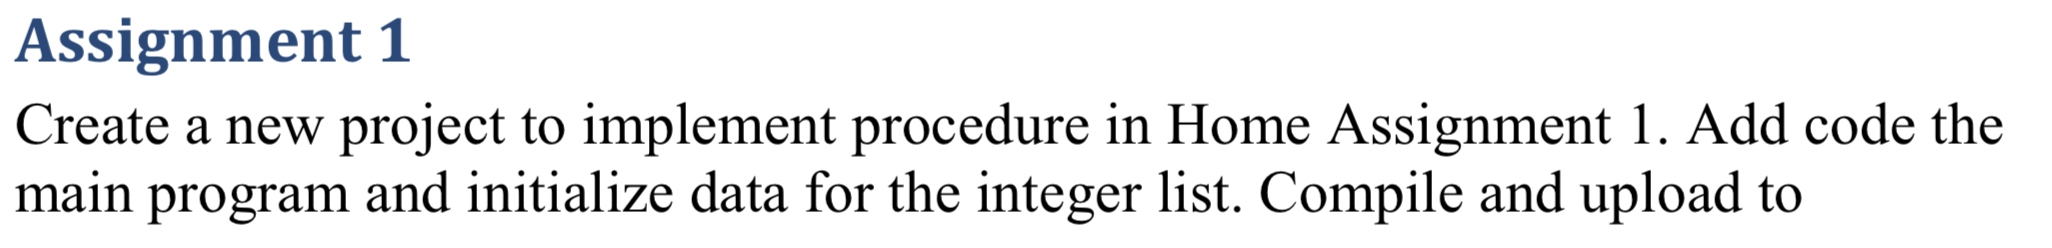 Assignment 1
Create a new project to implement procedure in Home Assignment 1. Add code the
main program and initialize data for the integer list. Compile and upload to